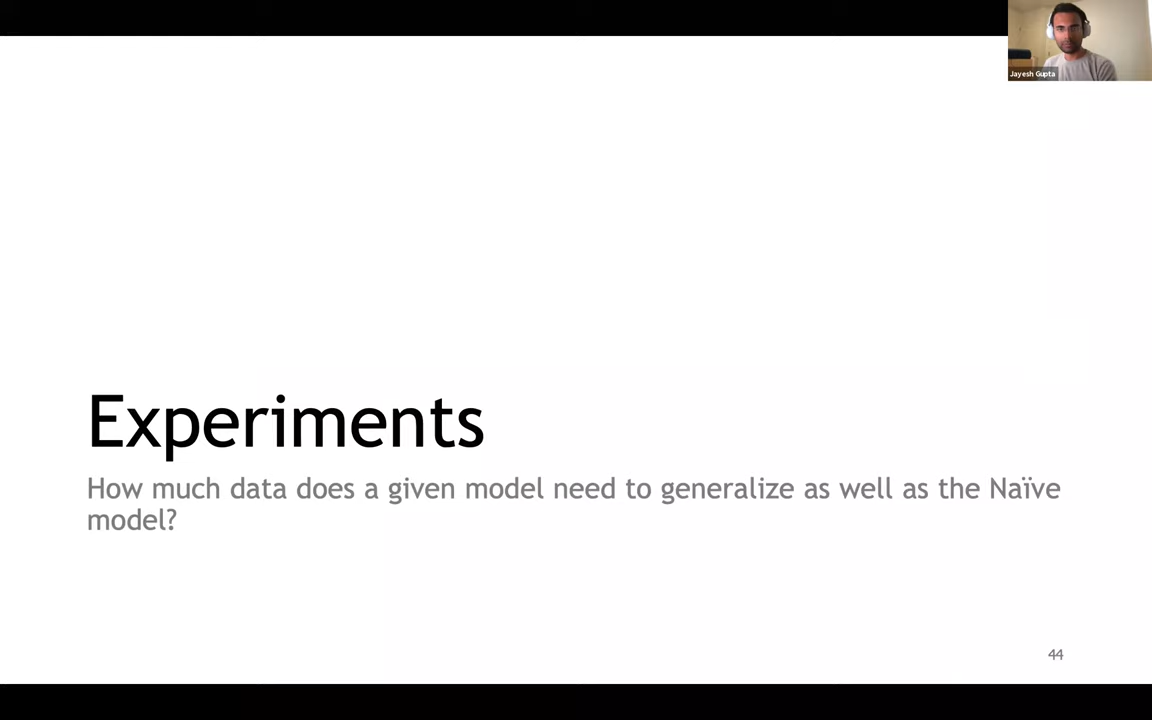 Jayesh Gupta
Experiments
How much data does a given model need to generalize as well as the Naïve
model?
44